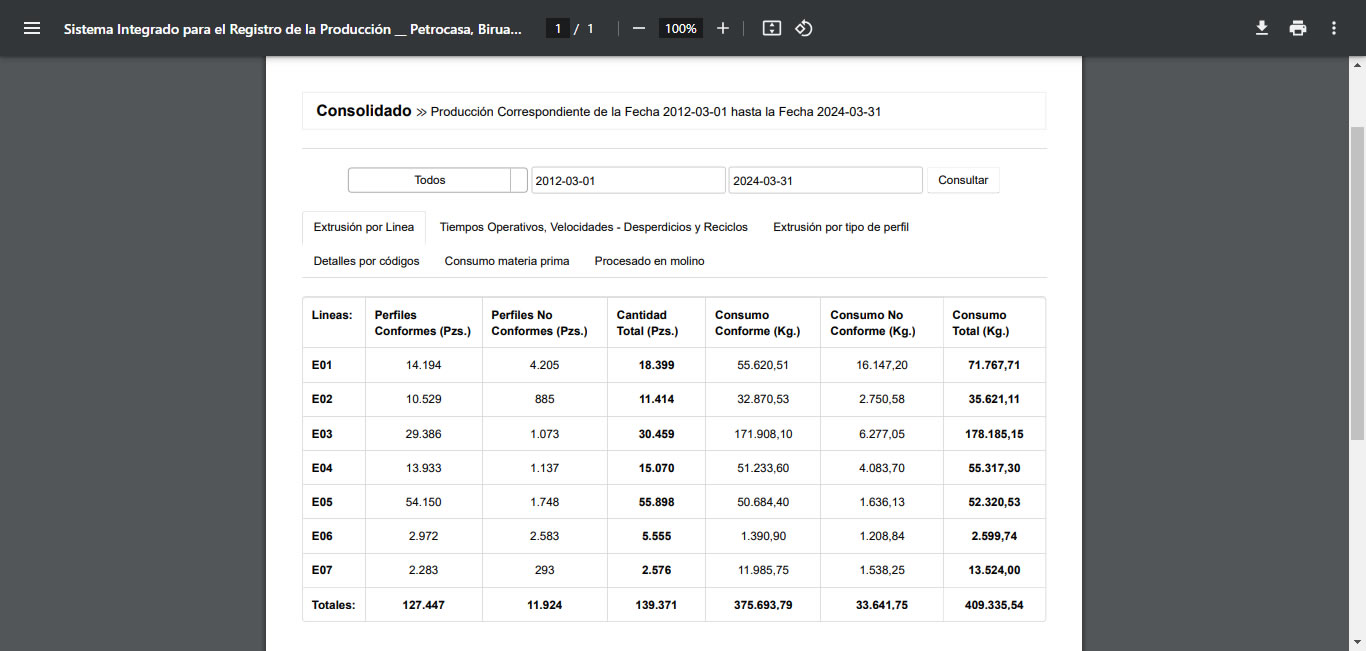 Sistema Integrado para el Registro de la Producción __ Petrocasa, Birua... 1 / 1 100%
Consolidado >> Producción Correspondiente de la Fecha 2012-03-01 hasta la Fecha 2024-03-31
Todos 2012-03-01 2024-03-31 Consultar
Extrusión por Linea Tiempos Operativos, Velocidades - Desperdicios y Reciclos Extrusión por tipo de perfil
Detalles por códigos Consumo materia prima Procesado en molino
Lineas: Perfiles Conformes (Pzs.) Perfiles No Conformes (Pzs.) Cantidad Total (Pzs.) Consumo Conforme (Kg.) Consumo No Conforme (Kg.) Consumo Total (Kg.)
E01 14.194 4.205 18.399 55.620,51 16.147,20 71.767,71
E02 10.529 885 11.414 32.870,53 2.750,58 35.621,11
E03 29.386 1.073 30.459 171.908,10 6.277,05 178.185,15
E04 13.933 1.137 15.070 51.233,60 4.083,70 55.317,30
E05 54.150 1.748 55.898 50.684,40 1.636,13 52.320,53
E06 2.972 2.583 5.555 1.390,90 1.208,84 2.599,74
E07 2.283 293 2.576 11.985,75 1.538,25 13.524,00
Totales: 127.447 11.924 139.371 375.693,79 33.641,75 409.335,54